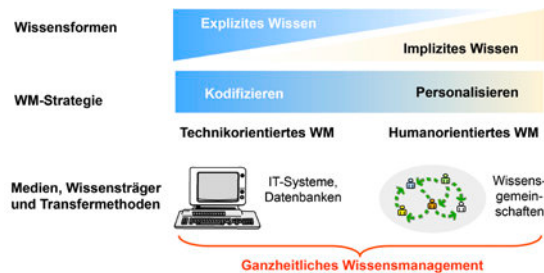 Wissensformen
Explizites Wissen
Implizites Wissen
WM-Strategie
Kodifizieren
Personalisieren
Technikorientiertes WM
Humanorientiertes WM
Medien, Wissensträger
und Transfermethoden
IT-Systeme,
Datenbanken
Wissens-
gemein-
schaften
Ganzheitliches Wissensmanagement